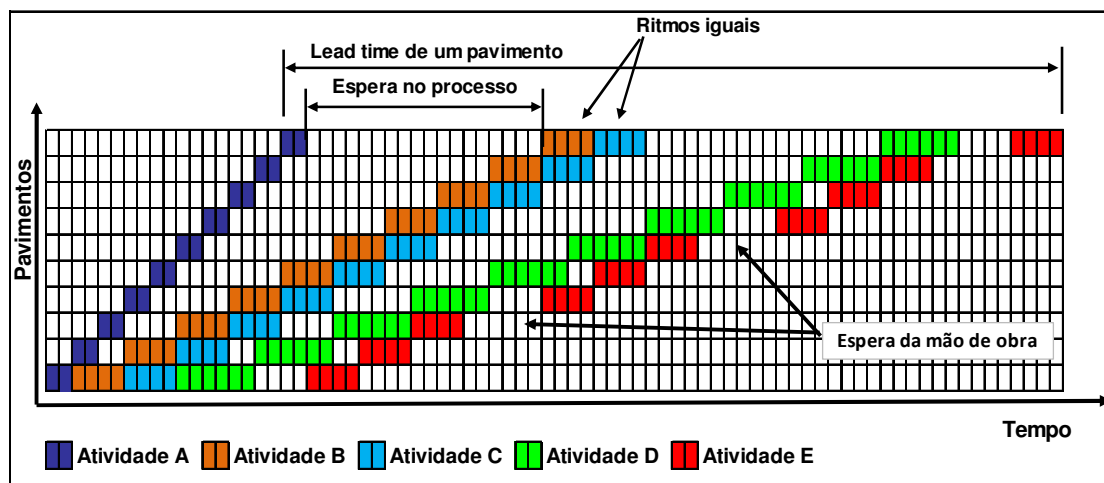 Ritmos iguais
Lead time de um pavimento
Espera no processo
Pavimentos
Espera da mão de obra
Tempo
Atividade A Atividade B Atividade C Atividade D Atividade E